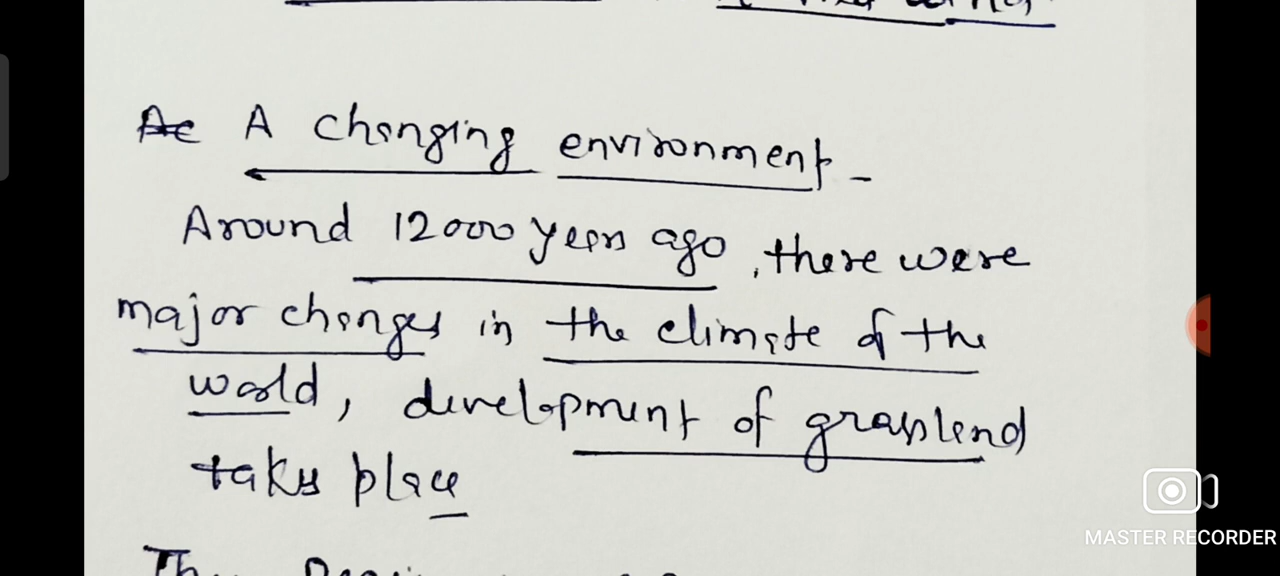 A changing environment -
Around 12000 years ago, there were
major changes in the climate of the
world, development of grassland
takes place
MASTER RECORDER